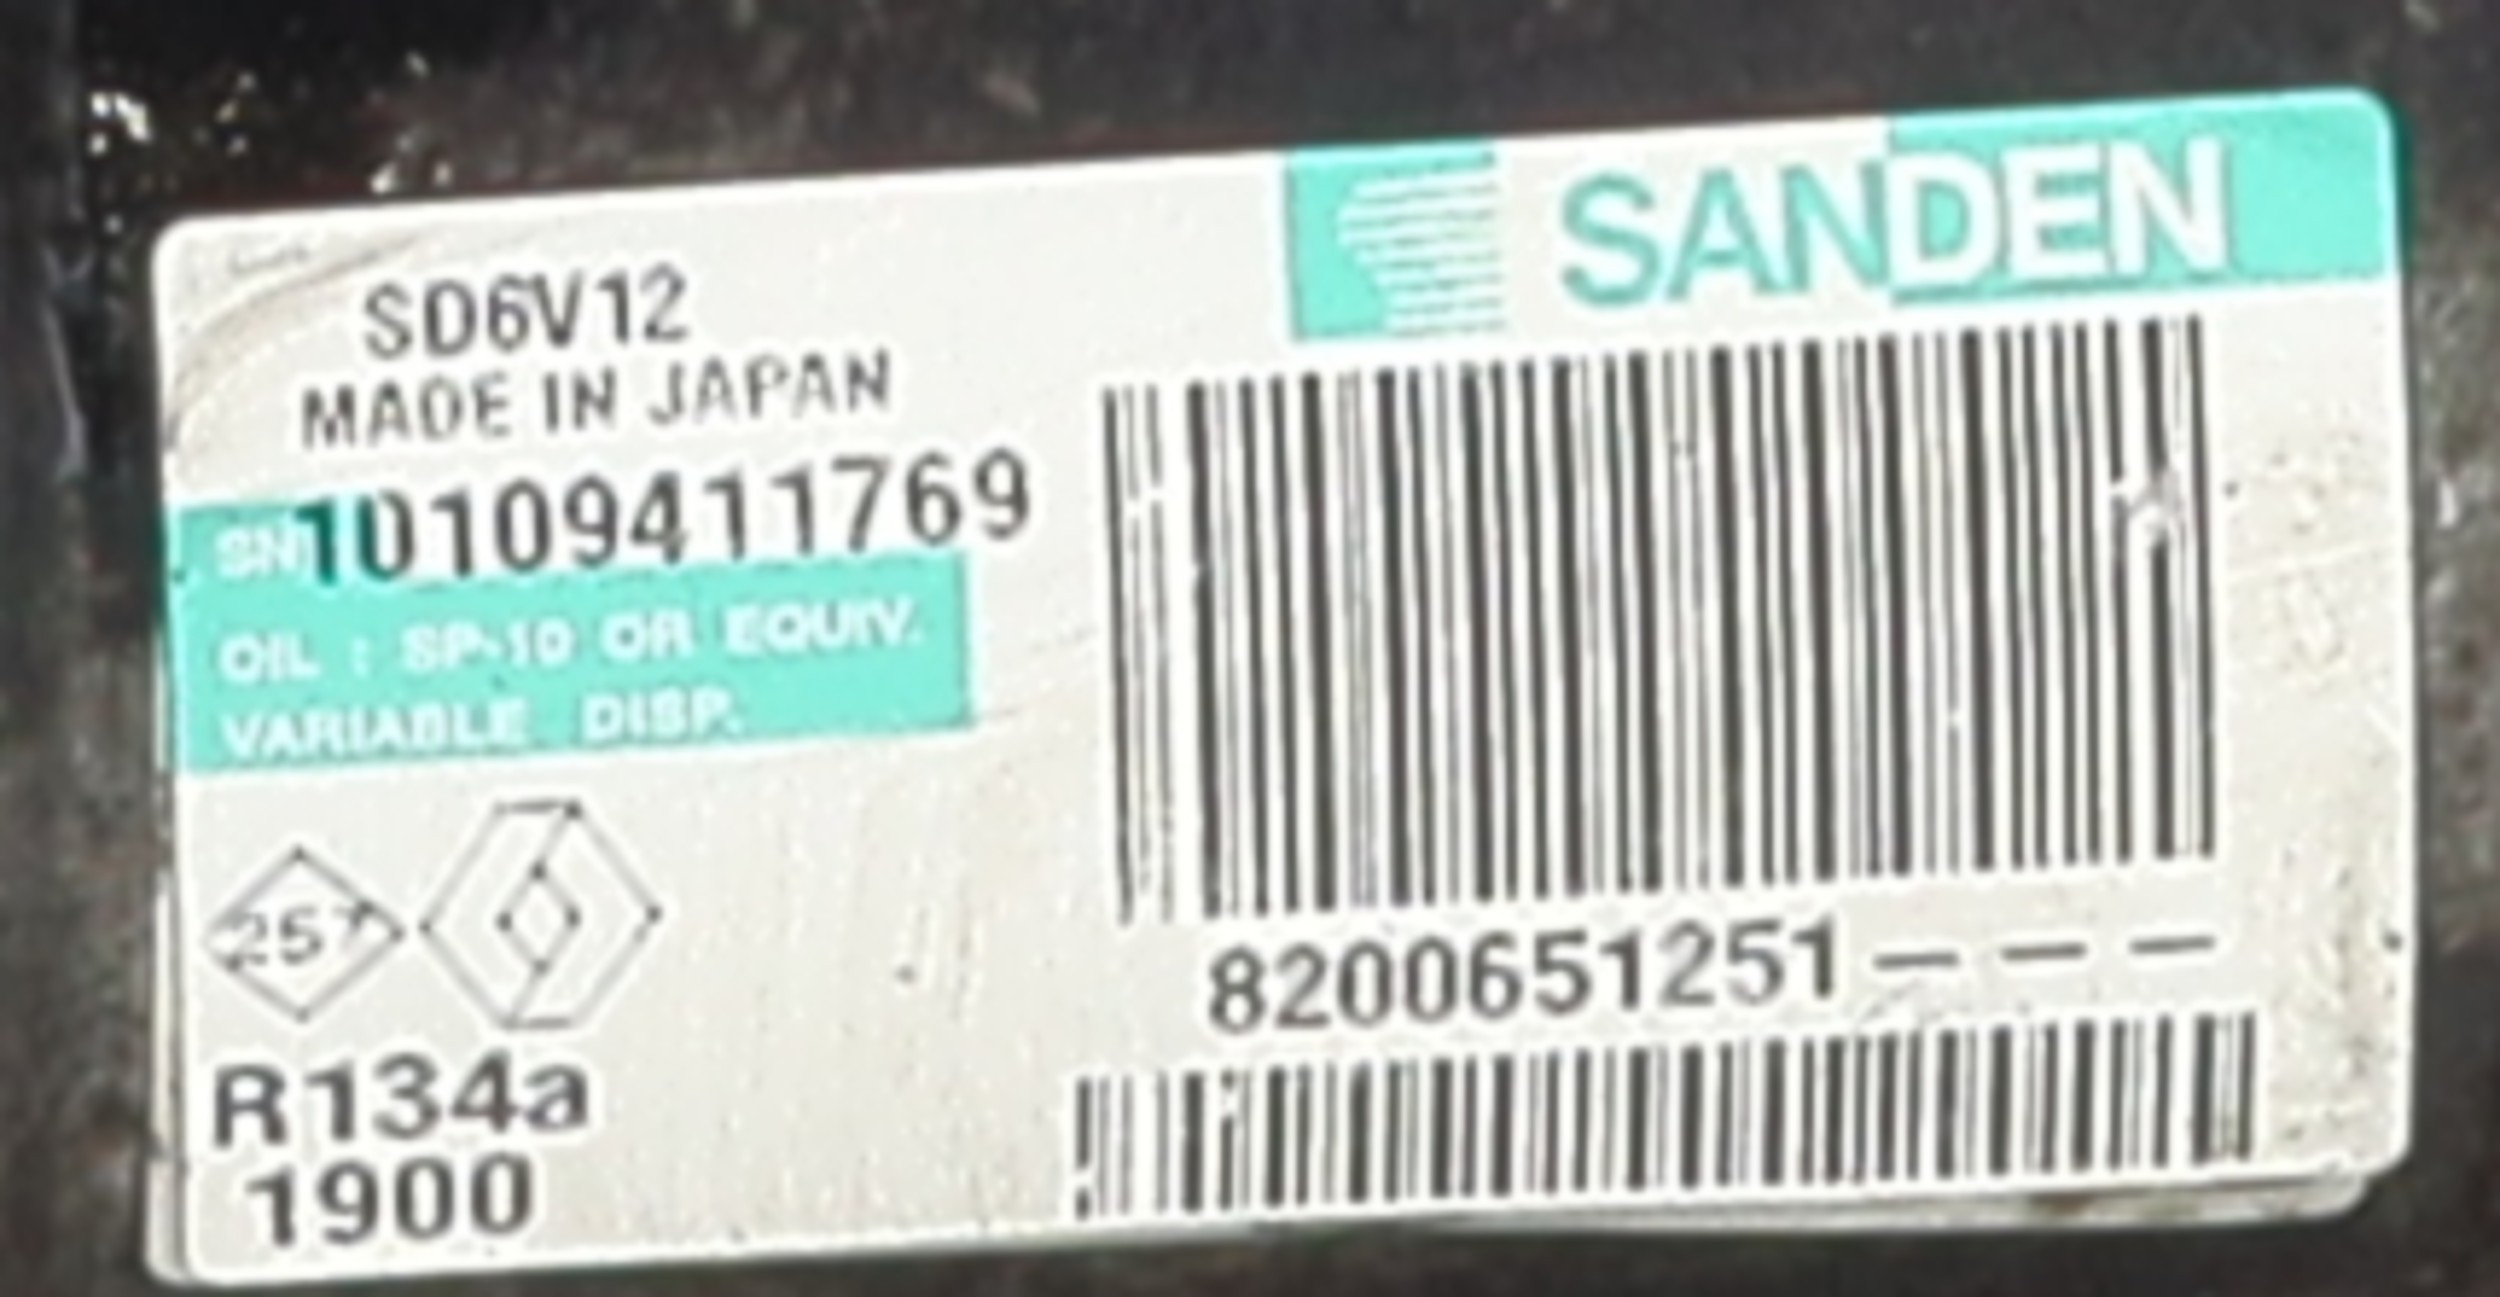 SANDEN
SD6V12
MADE IN JAPAN
SN 10109411769
OIL : SP-10 OR EQUIV.
VARIABLE DISP.
257
8200651251– – –
R134a
1900